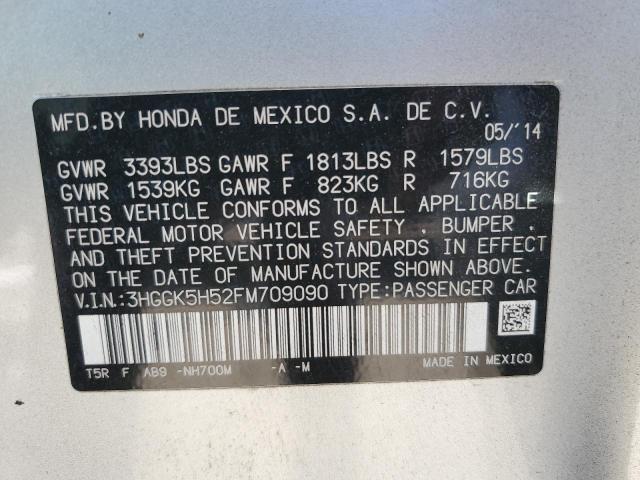 MFD.BY HONDA DE MEXICO S.A. DE C.V.
05/'14
GVWR 3393LBS GAWR F 1813LBS R 1579LBS
GVWR 1539KG GAWR F 823KG R 716KG
THIS VEHICLE CONFORMS TO ALL APPLICABLE
FEDERAL MOTOR VEHICLE SAFETY , BUMPER ,
AND THEFT PREVENTION STANDARDS IN EFFECT
ON THE DATE OF MANUFACTURE SHOWN ABOVE.
V.I.N.:3HGGK5H52FM709090 TYPE:PASSENGER CAR
T5R F AB9 -NH700M -A -M MADE IN MEXICO